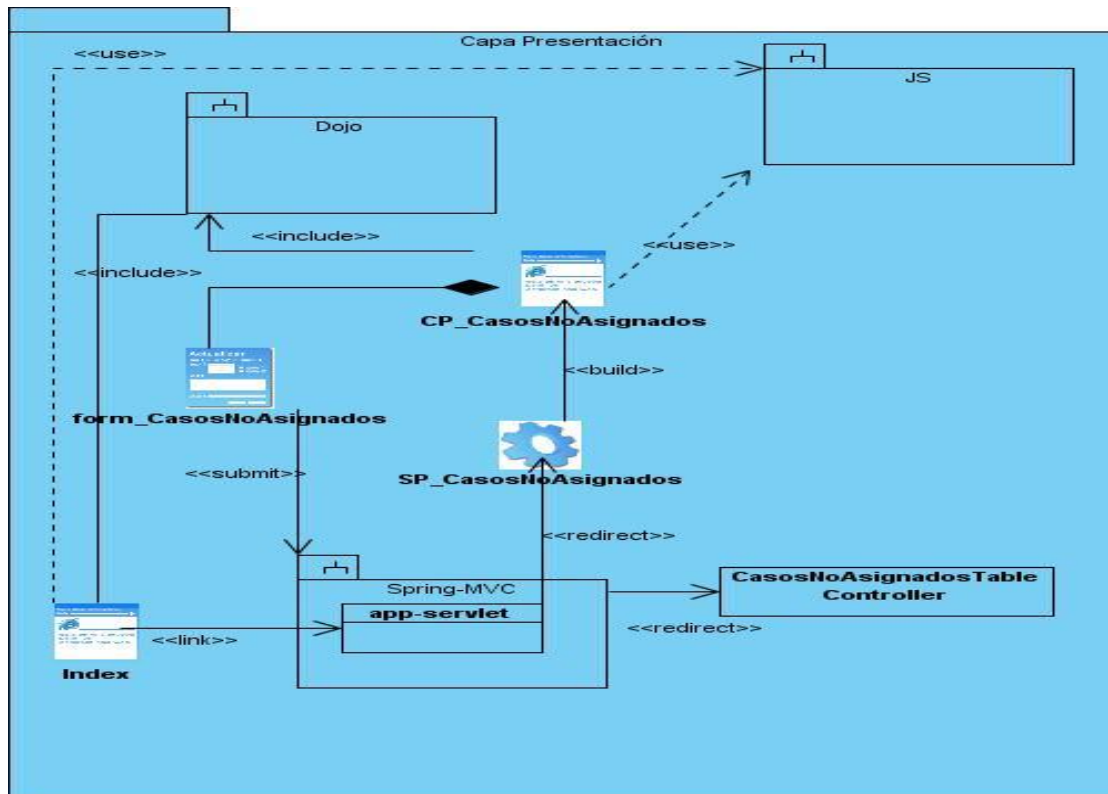 Capa Presentación
<<use>>
JS
Dojo
<<include>>
<<use>>
<<include>>
CP_CasosNoAsignados
Actualizar
<<build>>
form_CasosNoAsignados
<<submit>>
SP_CasosNoAsignados
<<redirect>>
Spring-MVC
CasosNoAsignadosTable
Controller
app-servlet
<<link>>
<<redirect>>
Index